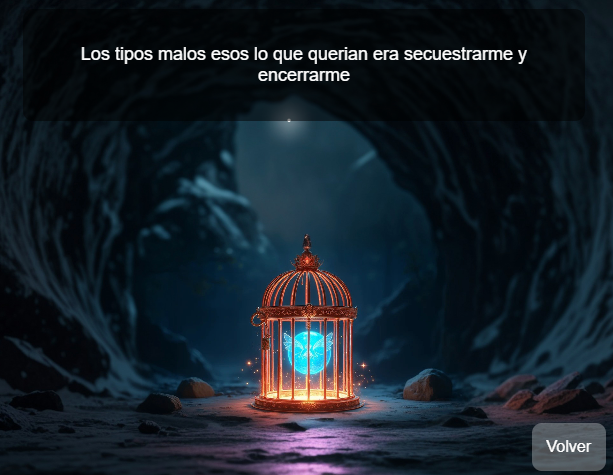 Los tipos malos esos lo que querian era secuestrarme y
encerrarme
Volver